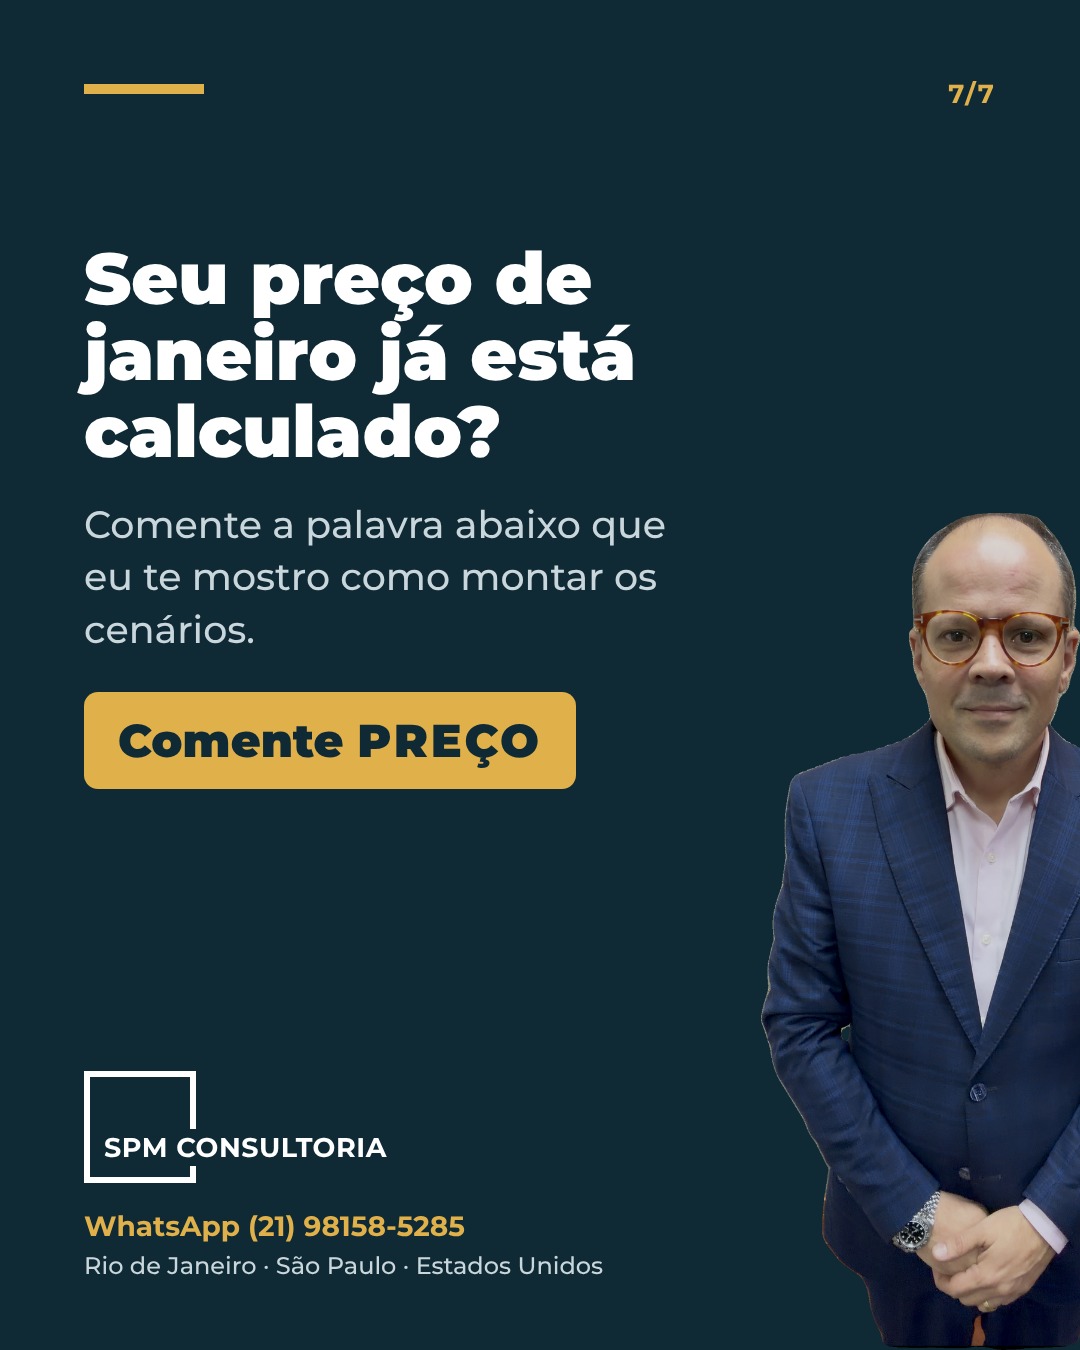 7/7
Seu preço de
janeiro já está
calculado?
Comente a palavra abaixo que
eu te mostro como montar os
cenários.
Comente PREÇO
SPM CONSULTORIA
WhatsApp (21) 98158-5285
Rio de Janeiro · São Paulo · Estados Unidos